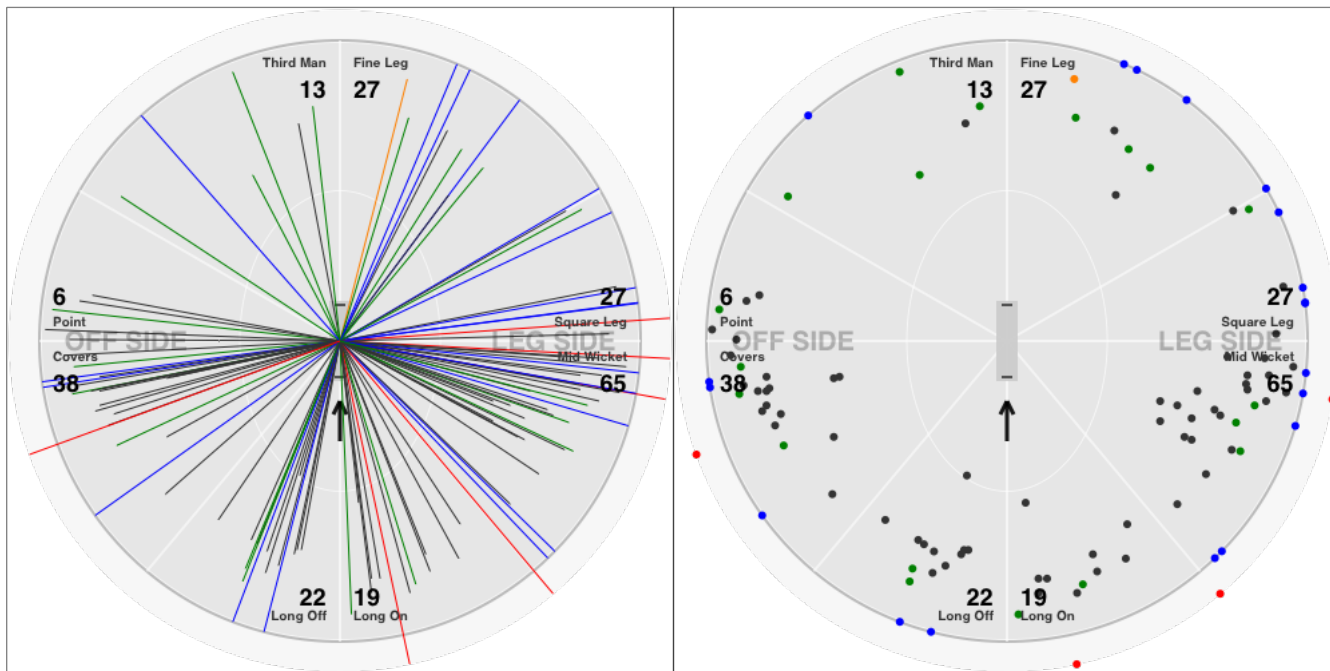 Third Man Fine Leg
13 27
6 27
Point Square Leg
OFF SIDE LEG SIDE
Covers Mid Wicket
38 65
22 19
Long Off Long On
Third Man Fine Leg
13 27
6 27
Point Square Leg
OFF SIDE LEG SIDE
Covers Mid Wicket
38 65
22 19
Long Off Long On